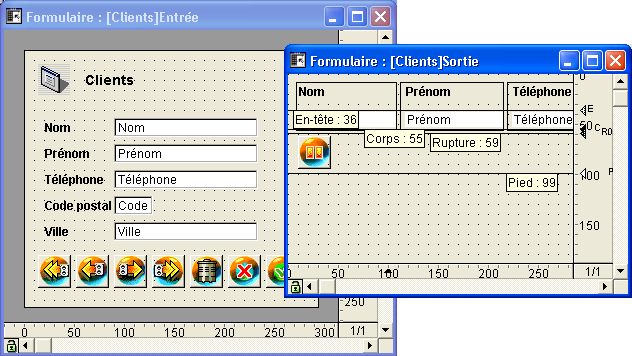 Formulaire : [Clients]Entrée
Clients
Nom Nom
Prénom Prénom
Téléphone Téléphone
Code postal Code
Ville Ville
250
0 50 100 150 200 250 300 1/1
Formulaire : [Clients]Sortie
Nom Prénom Téléphone
0
En-tête : 36 Prénom Téléphone
E
50
C
R0
Corps : 55 Rupture : 59
Pied : 99
P
100
150
0 50 100 150 200 250 1/1